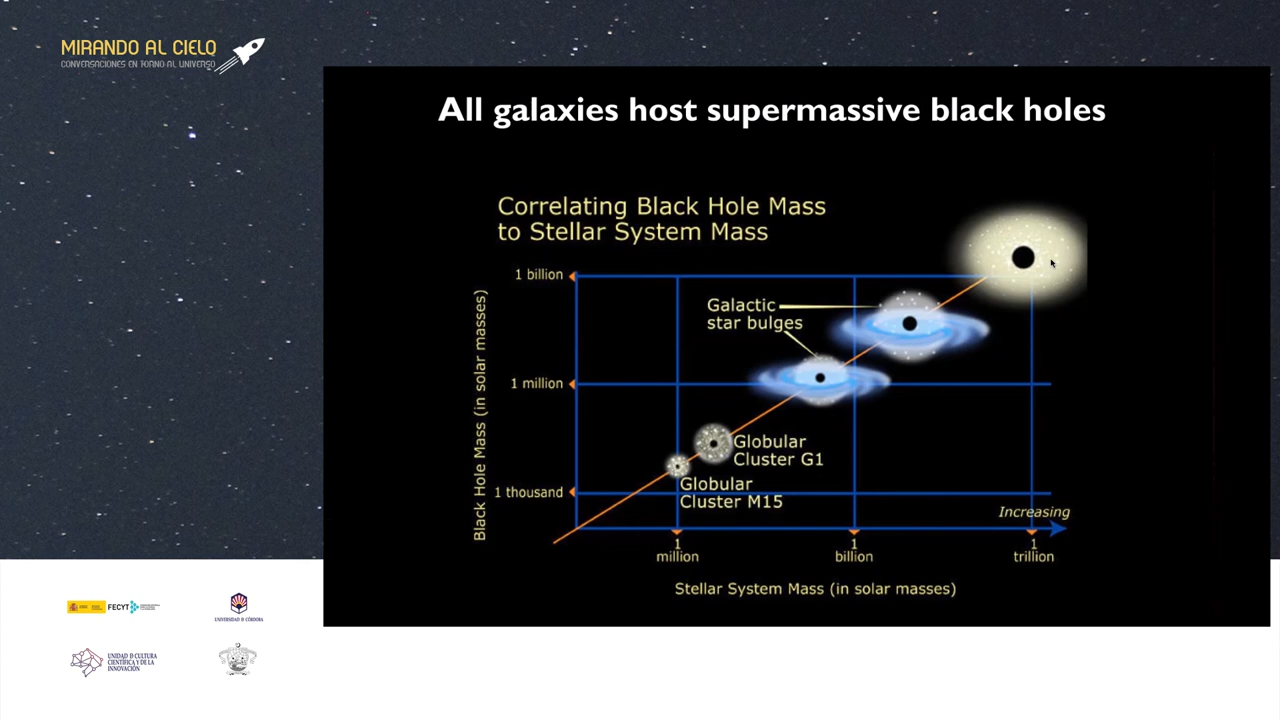 MIRANDO AL CIELO
CONVERSACIONES EN TORNO AL UNIVERSO
All galaxies host supermassive black holes
Correlating Black Hole Mass
to Stellar System Mass
1 billion
1 million
1 thousand
Black Hole Mass (in solar masses)
Galactic
star bulges
Globular
Cluster G1
Globular
Cluster M15
Increasing
1
million
1
billion
1
trillion
Stellar System Mass (in solar masses)
FECYT
UNIVERSIDAD D CÓRDOBA
UNIDAD D CULTURA
CIENTÍFICA Y DE LA
INNOVACIÓN